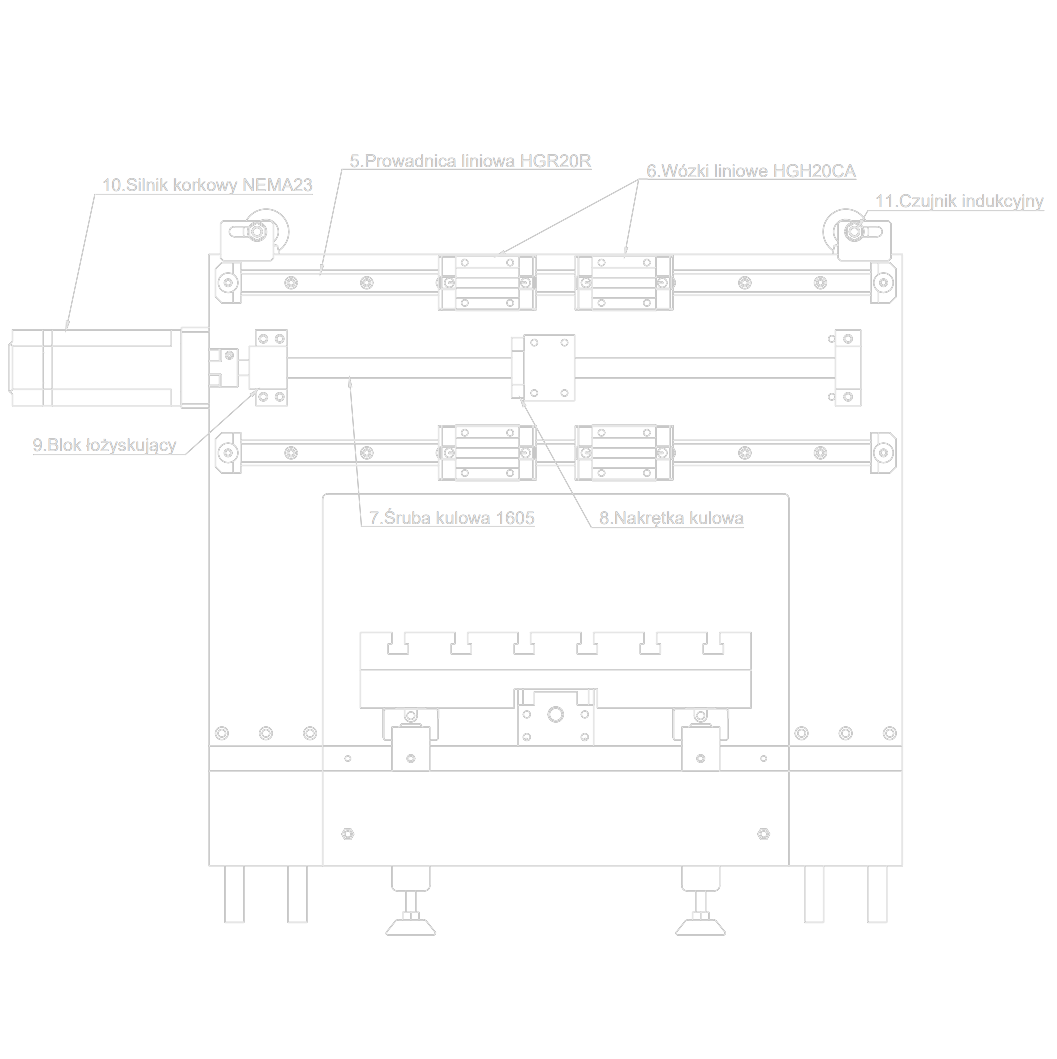 5.Prowadnica liniowa HGR20R
6.Wózki liniowe HGH20CA
10.Silnik korkowy NEMA23
11.Czujnik indukcyjny
9.Blok łożyskujący
7.Śruba kulowa 1605
8.Nakrętka kulowa